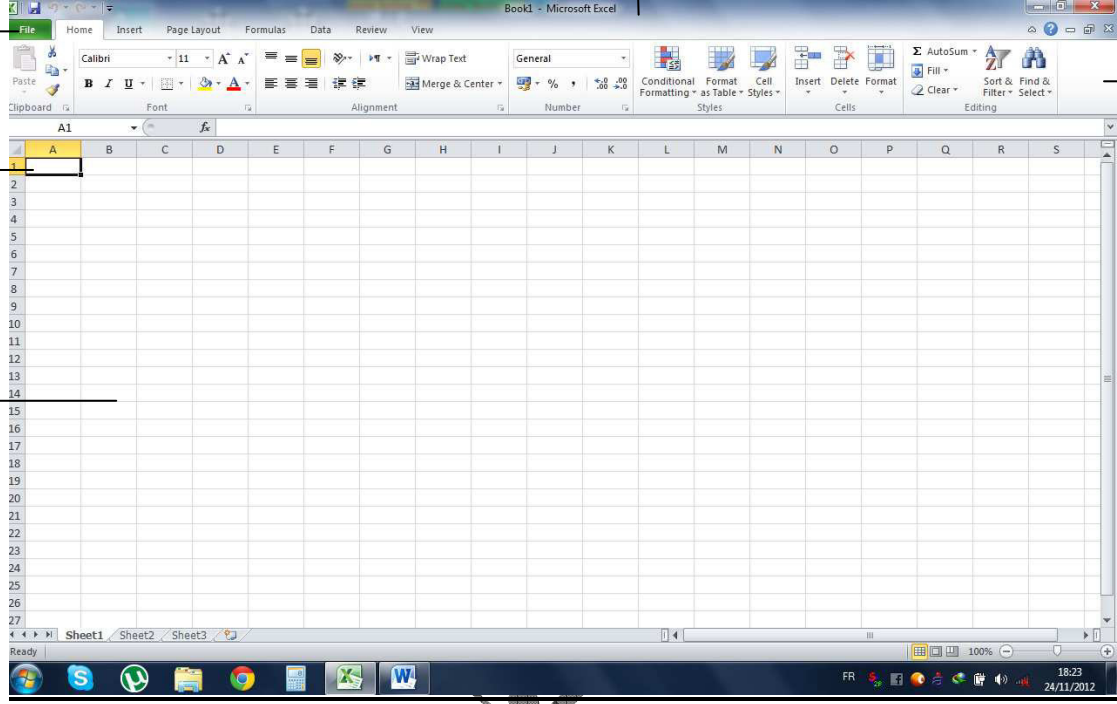 Book1 - Microsoft Excel
File Home Insert Page Layout Formulas Data Review View
Calibri 11 A A Wrap Text General Σ AutoSum
Fill
Paste B I U A Merge & Center % , .0 .00 .00 .0 Conditional Format Cell Insert Delete Format Clear Sort & Find &
Formatting as Table Styles Filter Select
Clipboard Font Alignment Number Styles Cells Editing
A1 fx
A B C D E F G H I J K L M N O P Q R S
1
2
3
4
5
6
7
8
9
10
11
12
13
14
15
16
17
18
19
20
21
22
23
24
25
26
27
Sheet1 Sheet2 Sheet3
Ready 100%
FR 18:23
24/11/2012